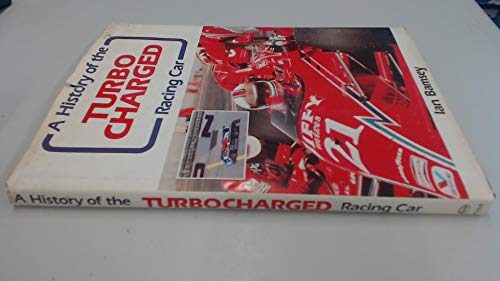 A History of the
TURBO
CHARGED
Racing Car
21
Ian Bamsey
A History of the TURBOCHARGED Racing Car